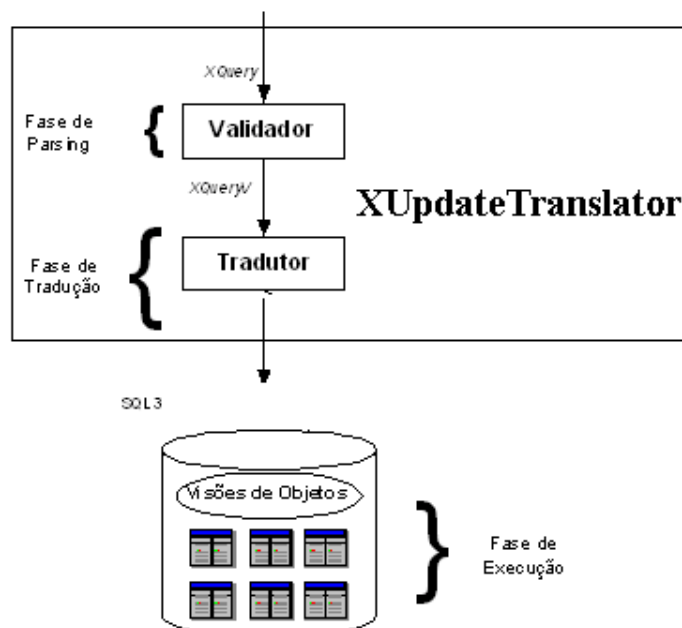 XQuery
Fase de
Parsing
Validador
XQueryV
XUpdateTranslator
Fase de
Tradução
Tradutor
SQL3
Visões de Objetos
Fase de
Execução